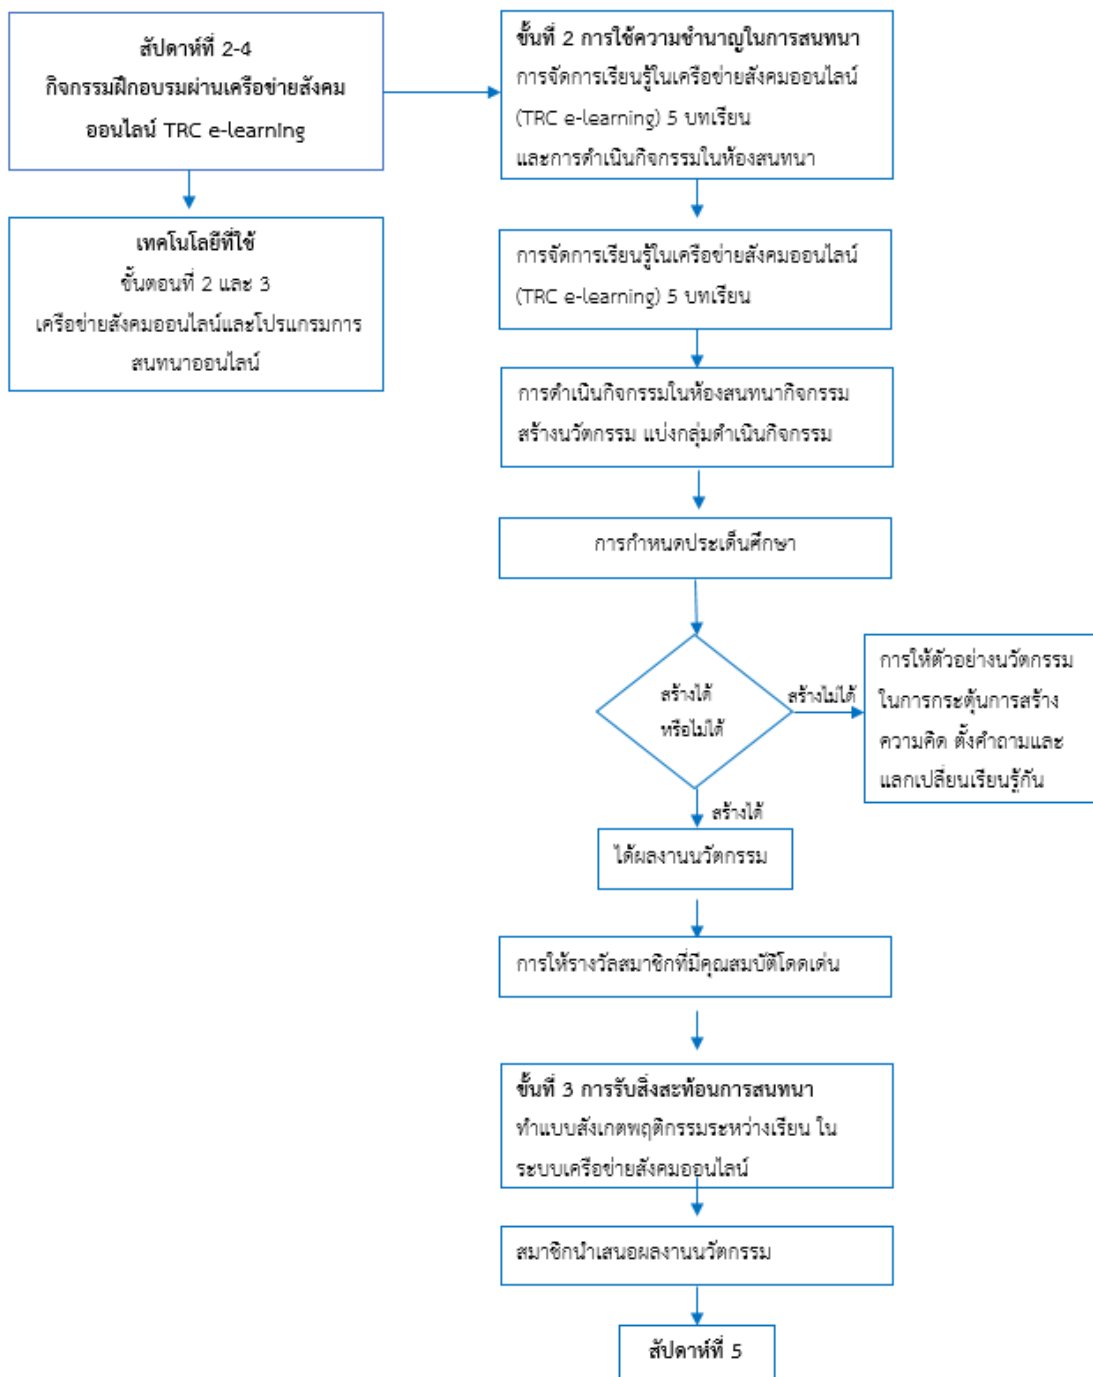 สัปดาห์ที่ 2-4
กิจกรรมฝึกอบรมผ่านเครือข่ายสังคม
ออนไลน์ TRC e-learning
เทคโนโลยีที่ใช้
ขั้นตอนที่ 2 และ 3
เครือข่ายสังคมออนไลน์และโปรแกรมการ
สนทนาออนไลน์
ขั้นที่ 2 การใช้ความชำนาญในการสนทนา
การจัดการเรียนรู้ในเครือข่ายสังคมออนไลน์
(TRC e-learning) 5 บทเรียน
และการดำเนินกิจกรรมในห้องสนทนา
การจัดการเรียนรู้ในเครือข่ายสังคมออนไลน์
(TRC e-learning) 5 บทเรียน
การดำเนินกิจกรรมในห้องสนทนากิจกรรม
สร้างนวัตกรรม แบ่งกลุ่มดำเนินกิจกรรม
การกำหนดประเด็นศึกษา
สร้างได้
หรือไม่ได้
สร้างไม่ได้
การให้ตัวอย่างนวัตกรรม
ในการกระตุ้นการสร้าง
ความคิด ตั้งคำถามและ
แลกเปลี่ยนเรียนรู้กัน
สร้างได้
ได้ผลงานนวัตกรรม
การให้รางวัลสมาชิกที่มีคุณสมบัติโดดเด่น
ขั้นที่ 3 การรับสิ่งสะท้อนการสนทนา
ทำแบบสังเกตพฤติกรรมระหว่างเรียน ใน
ระบบเครือข่ายสังคมออนไลน์
สมาชิกนำเสนอผลงานนวัตกรรม
สัปดาห์ที่ 5